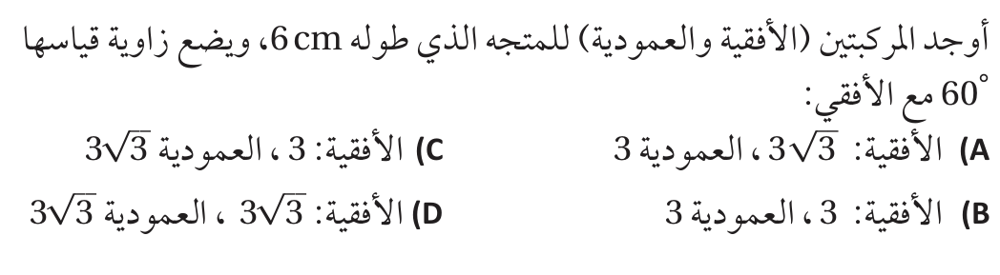 أوجد المركبتين (الأفقية والعمودية) للمتجه الذي طوله 6 cm، ويضع زاوية قياسها
60° مع الأفقي:
A) الأفقية: 3√3 ، العمودية 3
C) الأفقية: 3 ، العمودية 3√3
B) الأفقية: 3 ، العمودية 3
D) الأفقية: 3√3 ، العمودية 3√3